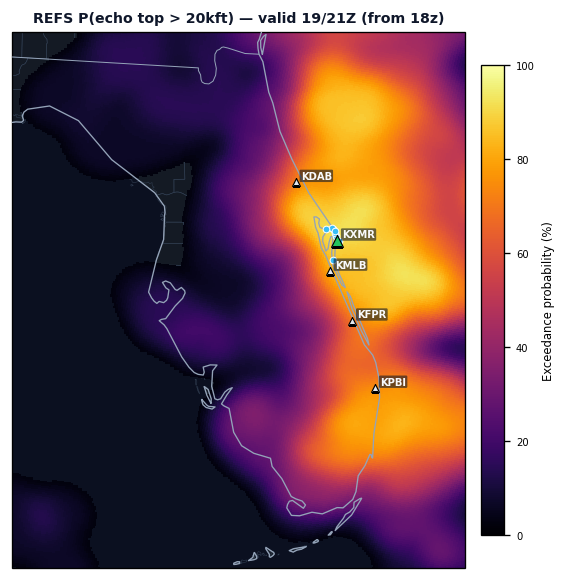 REFS P(echo top > 20kft) — valid 19/21Z (from 18z)
KDAB
KXMR
KMLB
KFPR
KPBI
100
80
60
40
20
0
Exceedance probability (%)